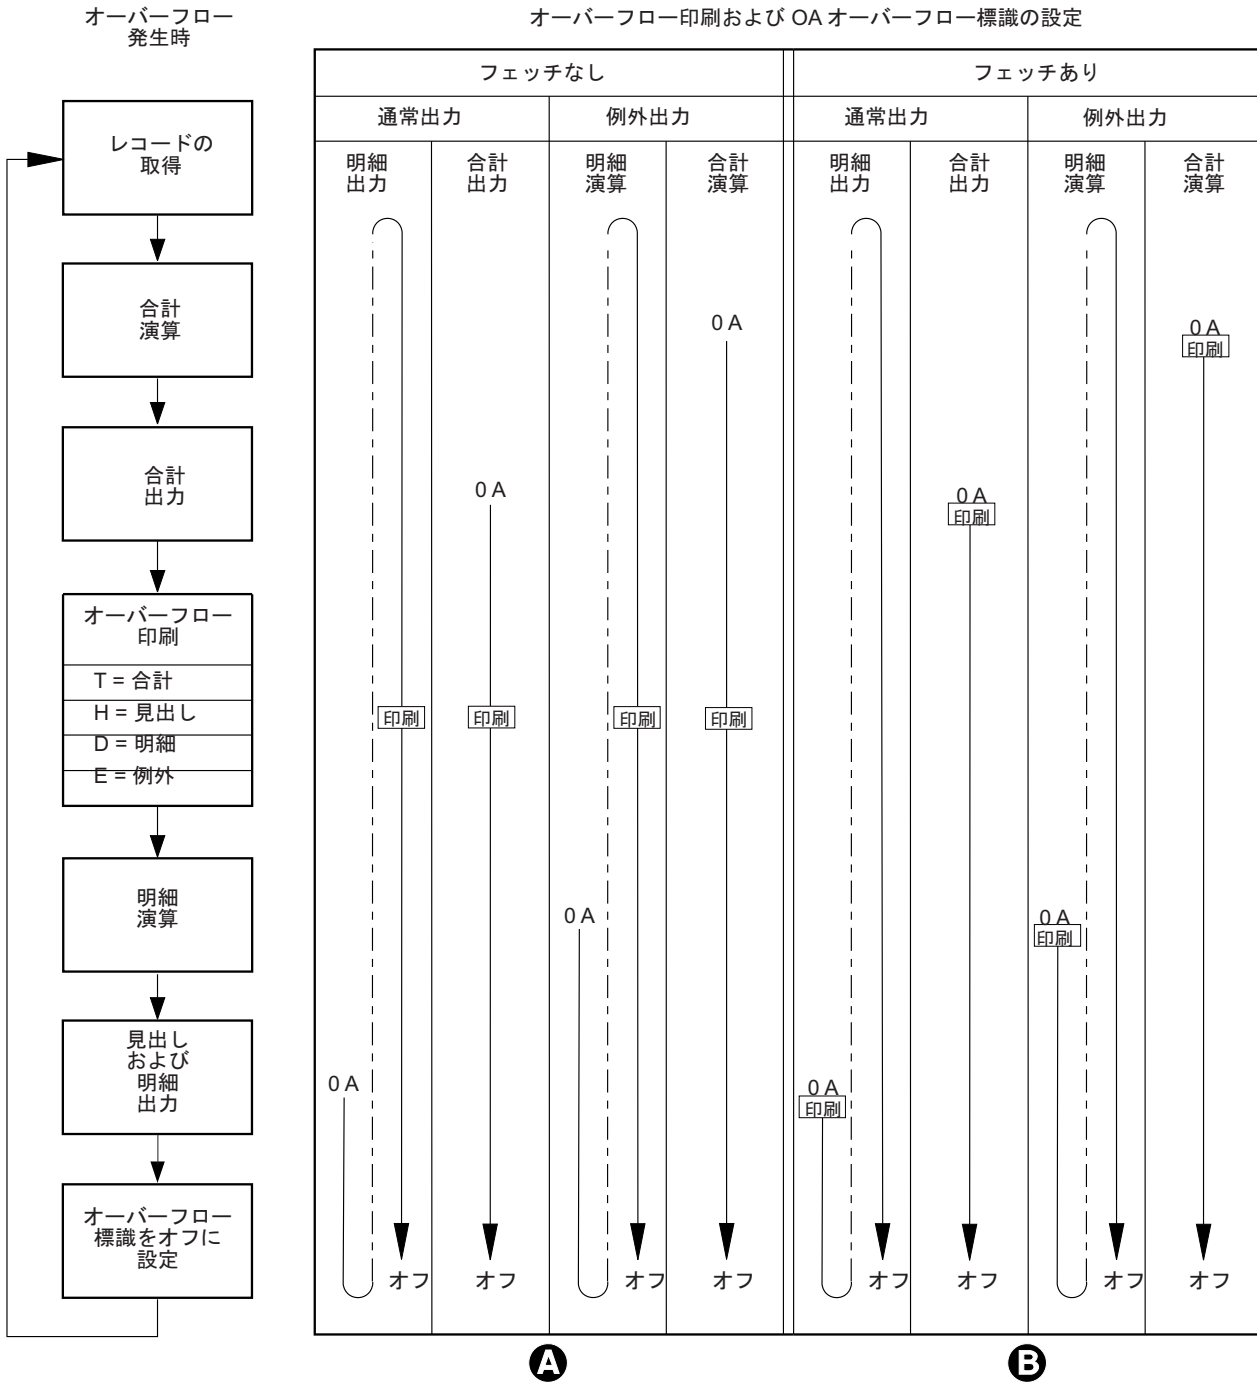 オーバーフロー
発生時
オーバーフロー印刷および OA オーバーフロー標識の設定
フェッチなし
フェッチあり
通常出力
例外出力
通常出力
例外出力
明細
出力
合計
出力
明細
演算
合計
演算
明細
出力
合計
出力
明細
演算
合計
演算
レコードの
取得
合計
演算
0 A
0 A
印刷
合計
出力
0 A
0 A
印刷
オーバーフロー
印刷
T = 合計
H = 見出し
D = 明細
E = 例外
印刷
印刷
印刷
印刷
明細
演算
0 A
0 A
印刷
見出し
および
明細
出力
0 A
0 A
印刷
オーバーフロー
標識をオフに
設定
オフ
オフ
オフ
オフ
オフ
オフ
オフ
オフ
A
B